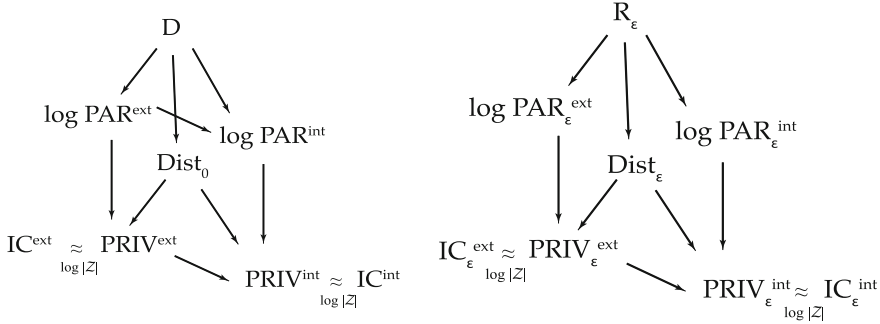 D
R_ε
log PAR^ext
log PAR^int
log PAR_ε^ext
log PAR_ε^int
Dist_0
Dist_ε
IC^ext ≈_{log |Z|} PRIV^ext
PRIV^int ≈_{log |Z|} IC^int
IC_ε^ext ≈_{log |Z|} PRIV_ε^ext
PRIV_ε^int ≈_{log |Z|} IC_ε^int